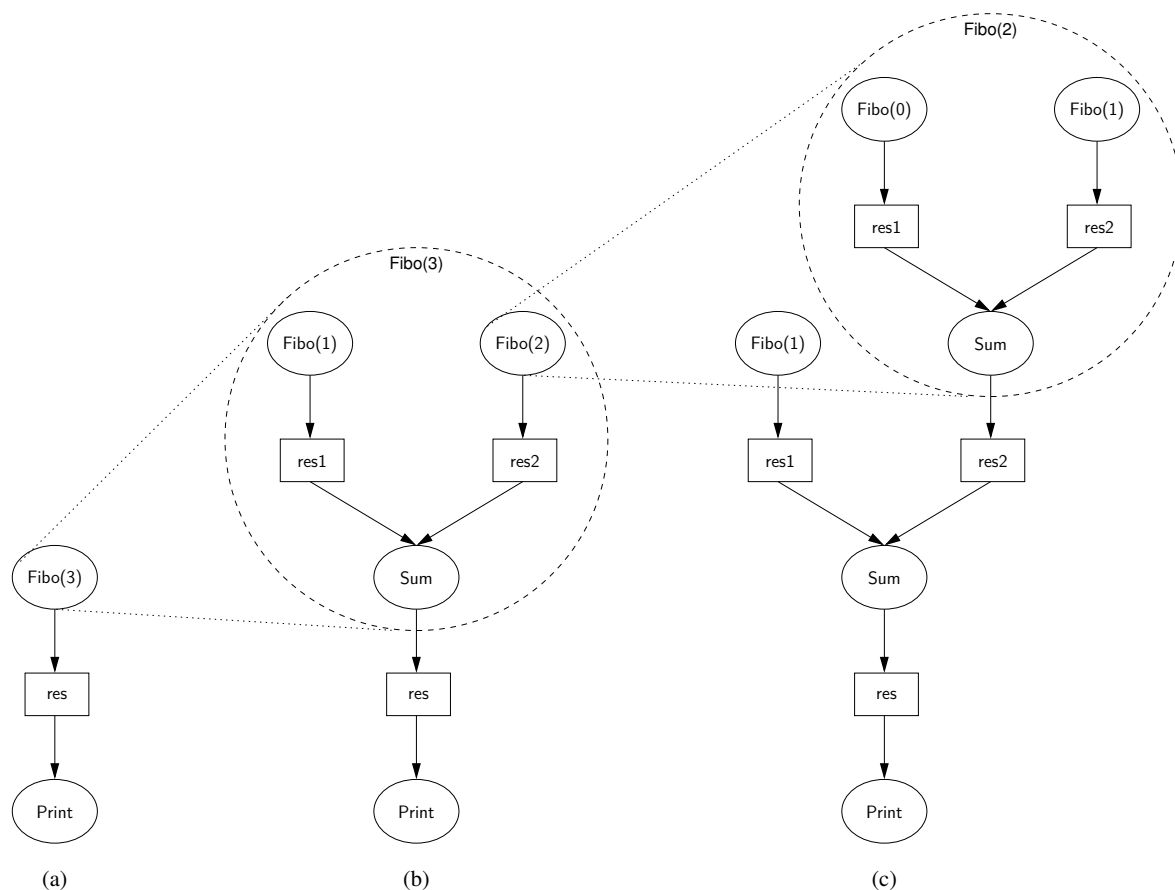 Fibo(2)
Fibo(0) Fibo(1)
res1 res2
Fibo(3)
Fibo(1) Fibo(2) Fibo(1) Sum
res1 res2 res1 res2
Fibo(3) Sum Sum
res res res
Print Print Print
(a) (b) (c)